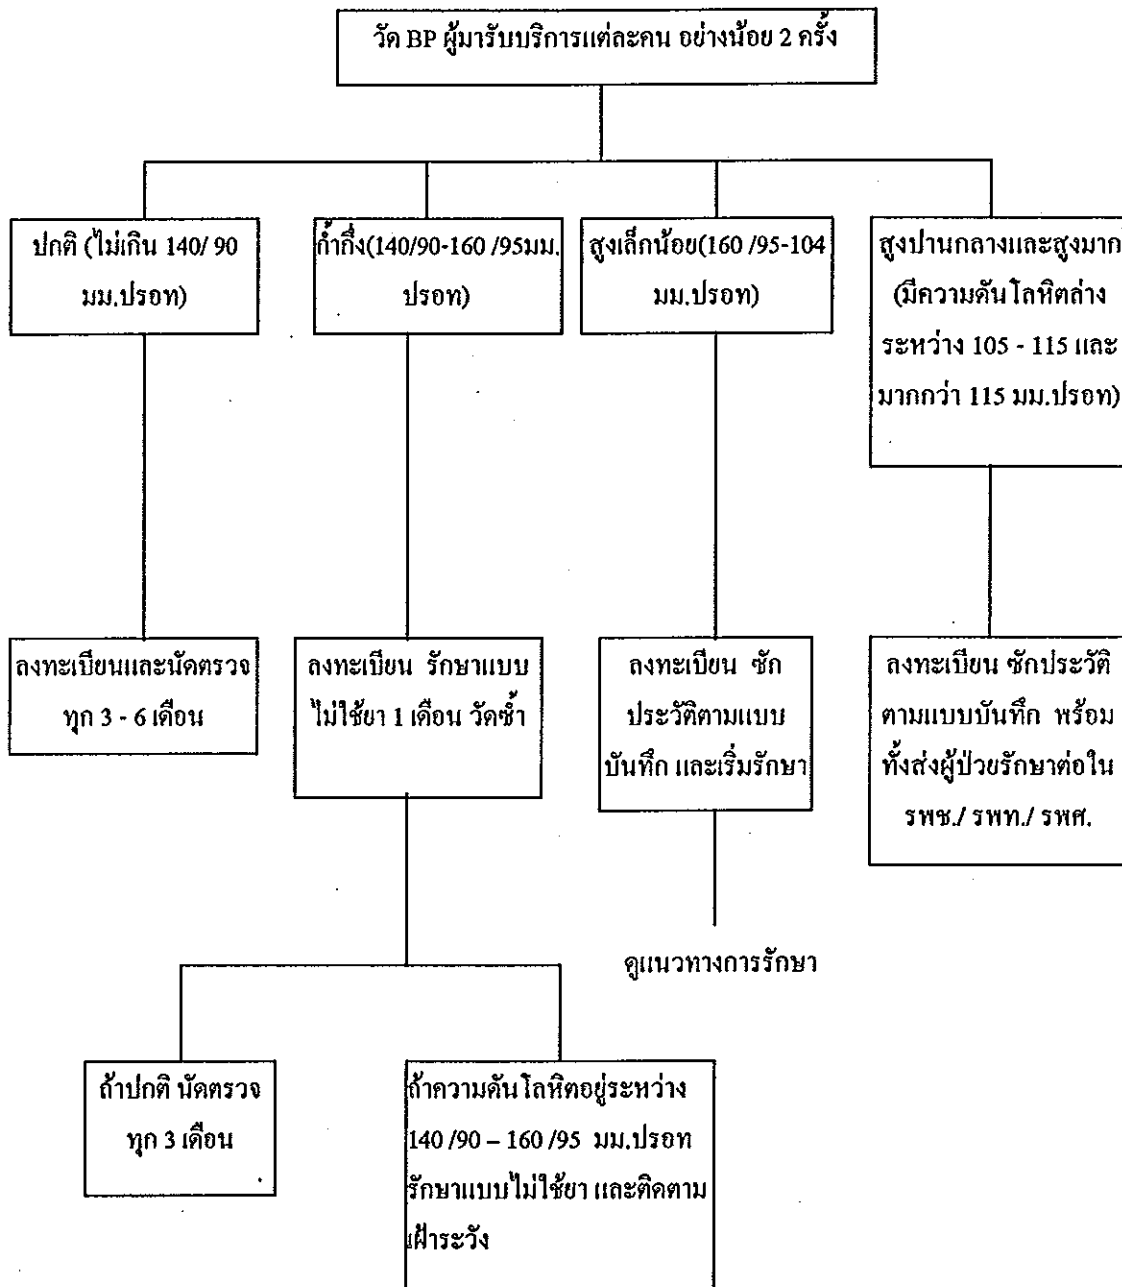 วัด BP ผู้มารับบริการแต่ละคน อย่างน้อย 2 ครั้ง
ปกติ (ไม่เกิน 140/ 90
มม.ปรอท)
ก้ำกึ่ง(140/90-160 /95มม.
ปรอท)
สูงเล็กน้อย(160 /95-104
มม.ปรอท)
สูงปานกลางและสูงมาก
(มีความดันโลหิตล่าง
ระหว่าง 105 - 115 และ
มากกว่า 115 มม.ปรอท)
ลงทะเบียนและนัดตรวจ
ทุก 3 - 6 เดือน
ลงทะเบียน รักษาแบบ
ไม่ใช้ยา 1 เดือน วัดซ้ำ
ลงทะเบียน ซัก
ประวัติตามแบบ
บันทึก และเริ่มรักษา
ลงทะเบียน ซักประวัติ
ตามแบบบันทึก พร้อม
ทั้งส่งผู้ป่วยรักษาต่อใน
รพช./ รพท./ รพศ.
ดูแนวทางการรักษา
ถ้าปกติ นัดตรวจ
ทุก 3 เดือน
ถ้าความดันโลหิตอยู่ระหว่าง
140 /90 – 160 /95 มม.ปรอท
รักษาแบบไม่ใช้ยา และติดตาม
เฝ้าระวัง